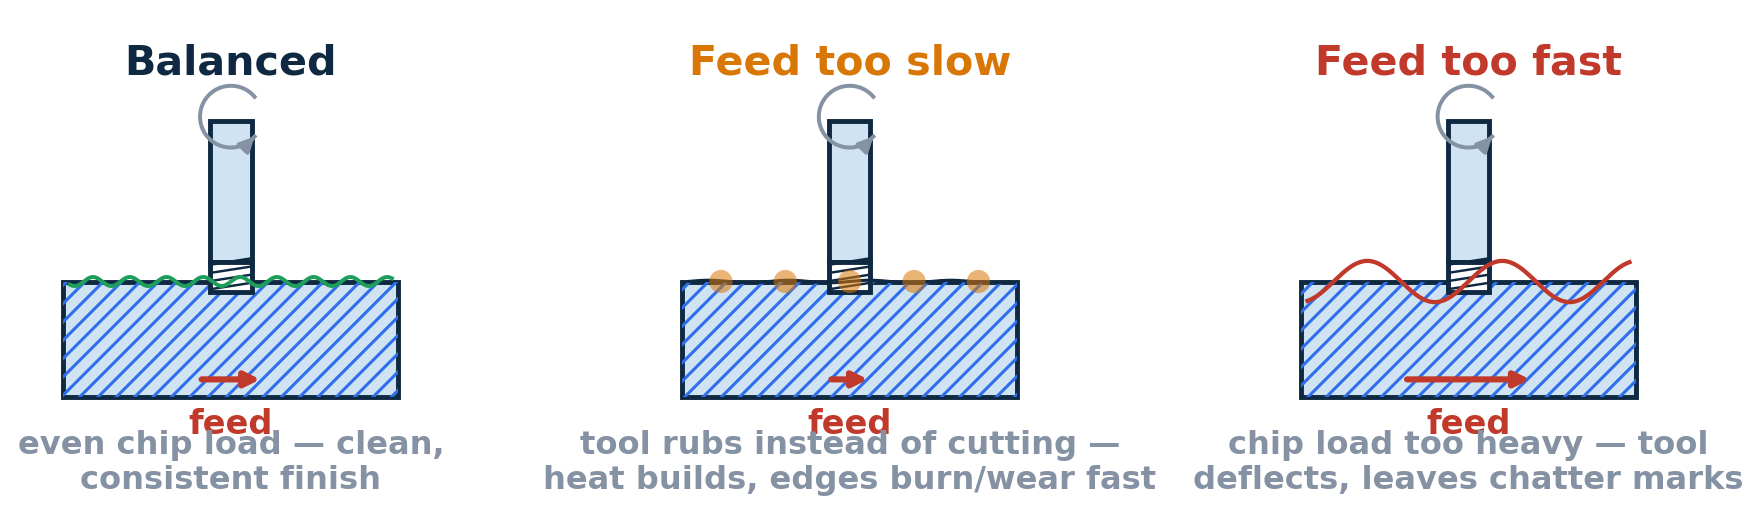 Balanced
Feed too slow
Feed too fast
feed
feed
feed
even chip load — clean,
consistent finish
tool rubs instead of cutting —
heat builds, edges burn/wear fast
chip load too heavy — tool
deflects, leaves chatter marks